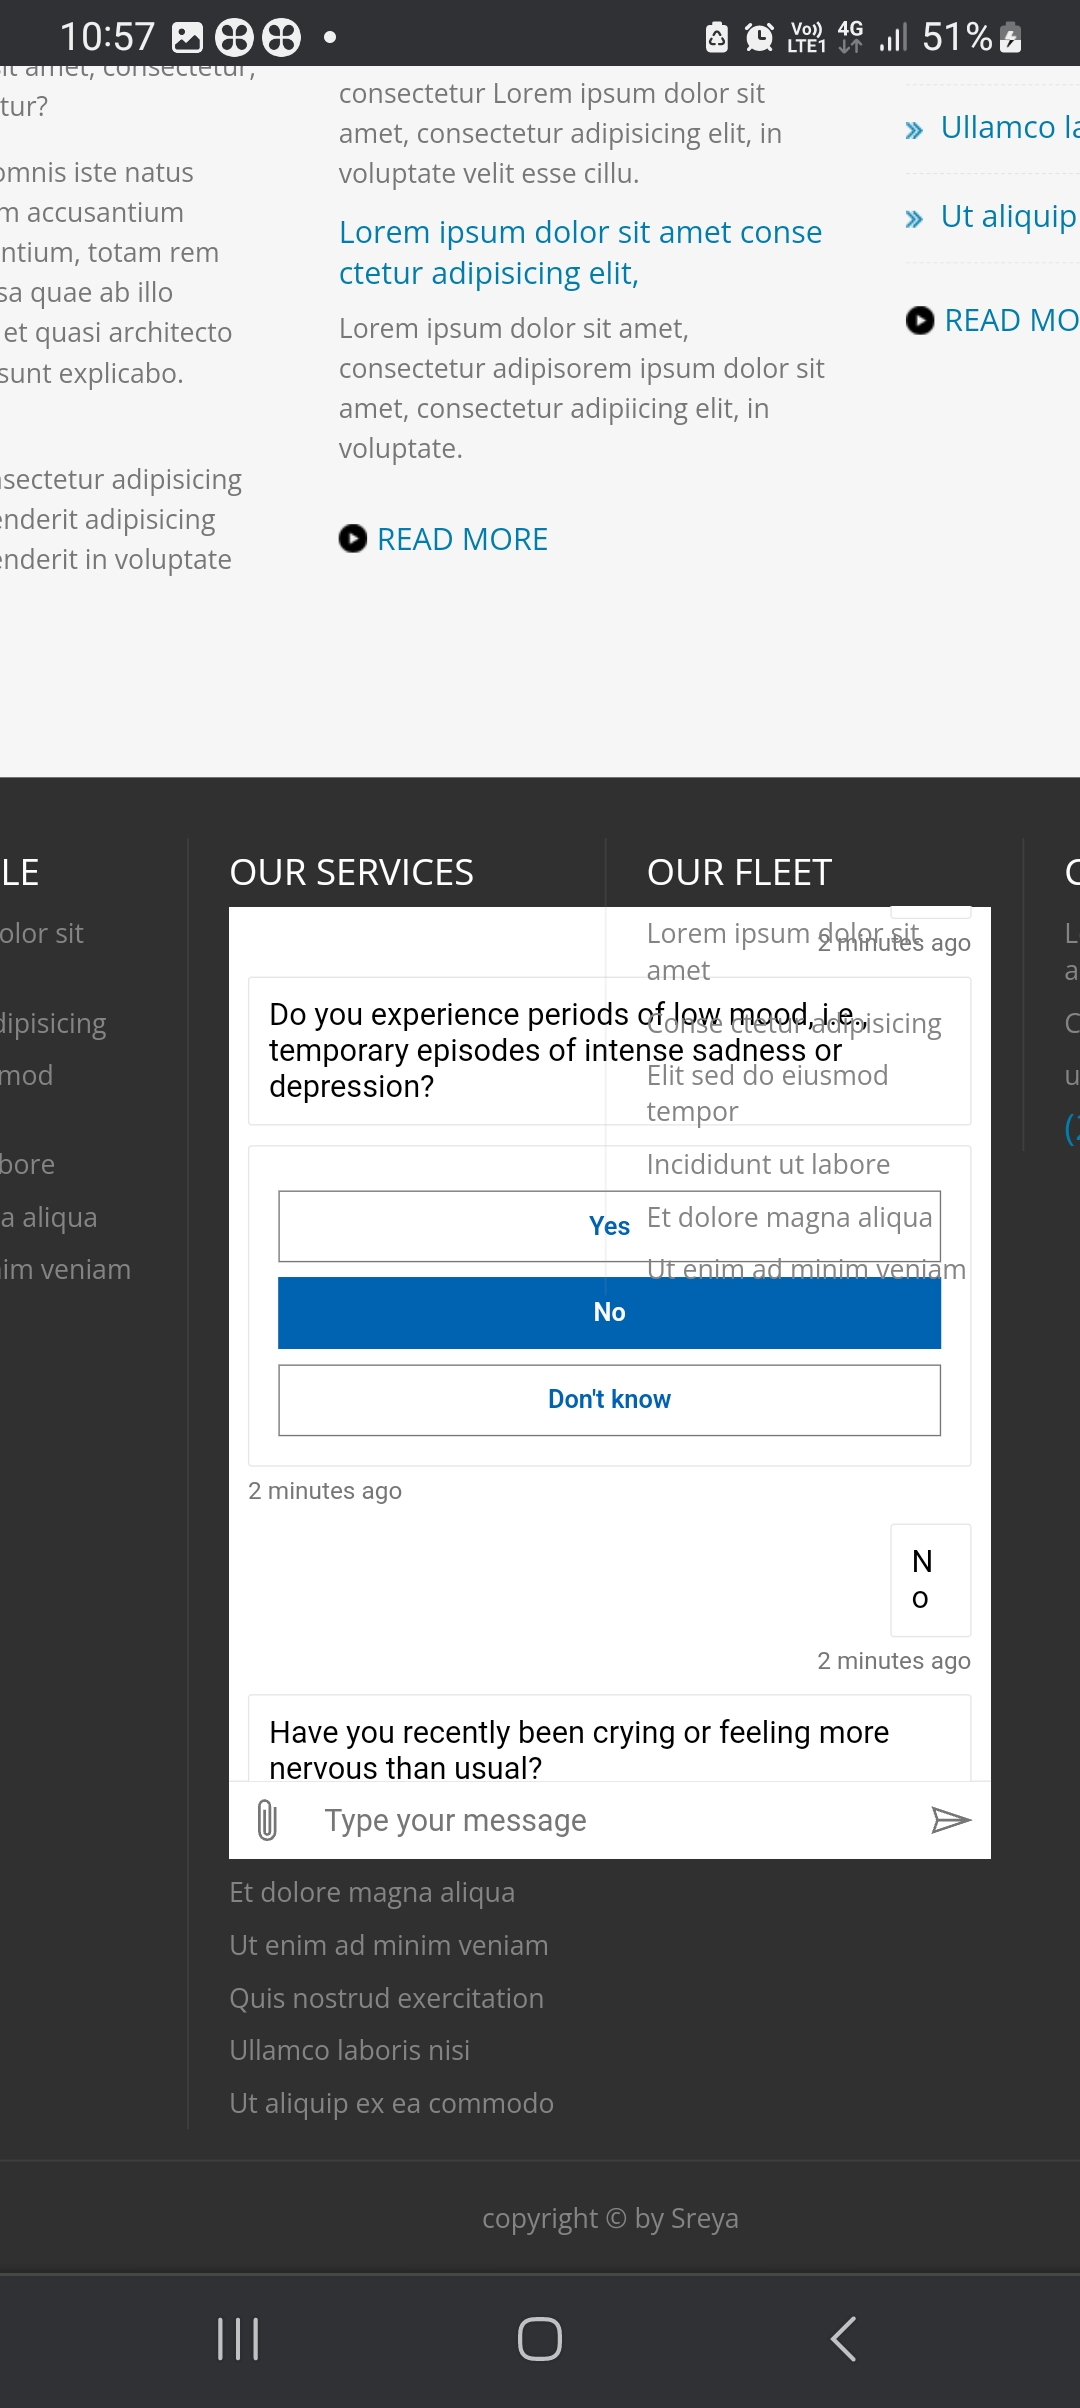 10:57
Vo)) LTE1 4G 51%
sit amet, consectetur,
tur?
omnis iste natus
m accusantium
ntium, totam rem
sa quae ab illo
et quasi architecto
sunt explicabo.
nsectetur adipisicing
enderit adipisicing
enderit in voluptate
consectetur Lorem ipsum dolor sit
amet, consectetur adipisicing elit, in
voluptate velit esse cillu.
Lorem ipsum dolor sit amet conse
ctetur adipisicing elit,
Lorem ipsum dolor sit amet,
consectetur adipisorem ipsum dolor sit
amet, consectetur adipiicing elit, in
voluptate.
READ MORE
Ullamco la
Ut aliquip
READ MO
LE
olor sit
dipisicing
mod
bore
a aliqua
im veniam
OUR SERVICES
2 minutes ago
Do you experience periods of low mood, i.e.,
temporary episodes of intense sadness or
depression?
Yes
No
Don't know
2 minutes ago
N
o
2 minutes ago
Have you recently been crying or feeling more
nervous than usual?
Type your message
Et dolore magna aliqua
Ut enim ad minim veniam
Quis nostrud exercitation
Ullamco laboris nisi
Ut aliquip ex ea commodo
OUR FLEET
Lorem ipsum dolor sit
amet
Conse ctetur adipisicing
Elit sed do eiusmod
tempor
Incididunt ut labore
Et dolore magna aliqua
Ut enim ad minim veniam
L
a
C
u
copyright © by Sreya